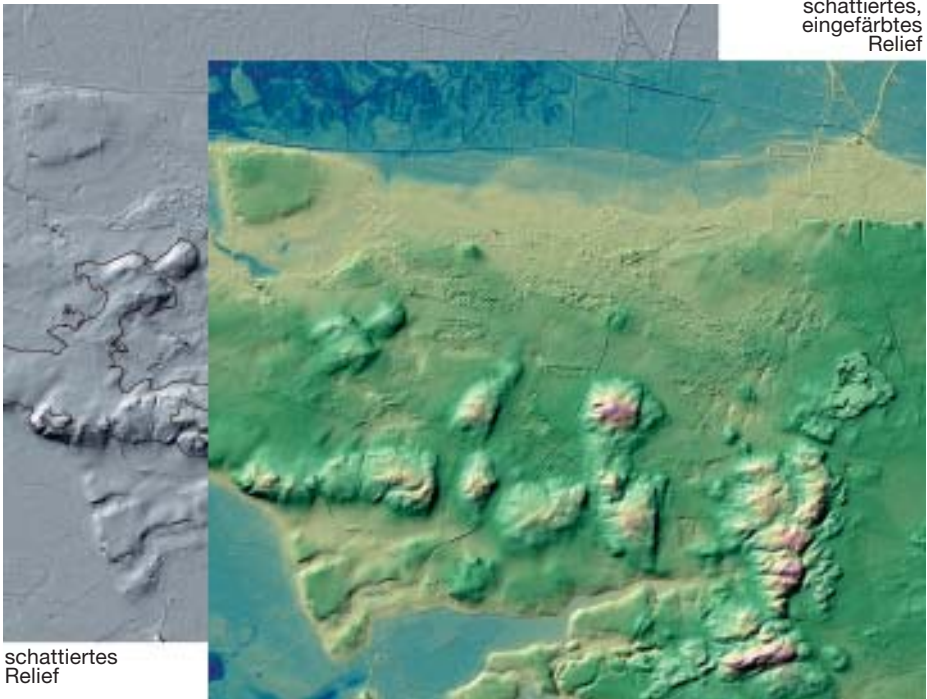 schattiertes,
eingefärbtes
Relief
schattiertes
Relief